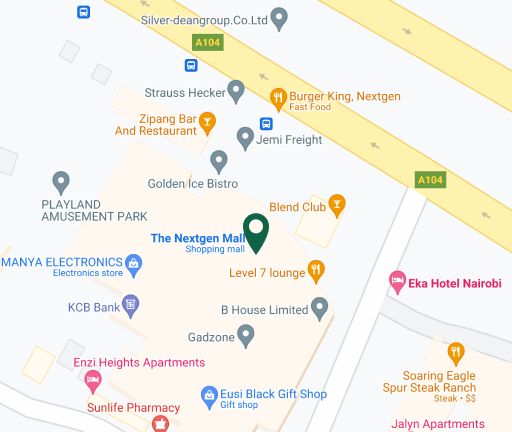 Silver-deangroup.Co.Ltd
A104
Strauss Hecker
Burger King, Nextgen
Fast Food
Zipang Bar
And Restaurant
Jemi Freight
Golden Ice Bistro
A104
PLAYLAND
AMUSEMENT PARK
Blend Club
The Nextgen Mall
Shopping mall
MANYA ELECTRONICS
Electronics store
Level 7 lounge
Eka Hotel Nairobi
KCB Bank
B House Limited
Gadzone
Enzi Heights Apartments
Soaring Eagle
Spur Steak Ranch
Steak • $$
Eusi Black Gift Shop
Gift shop
Sunlife Pharmacy
Jalyn Apartments